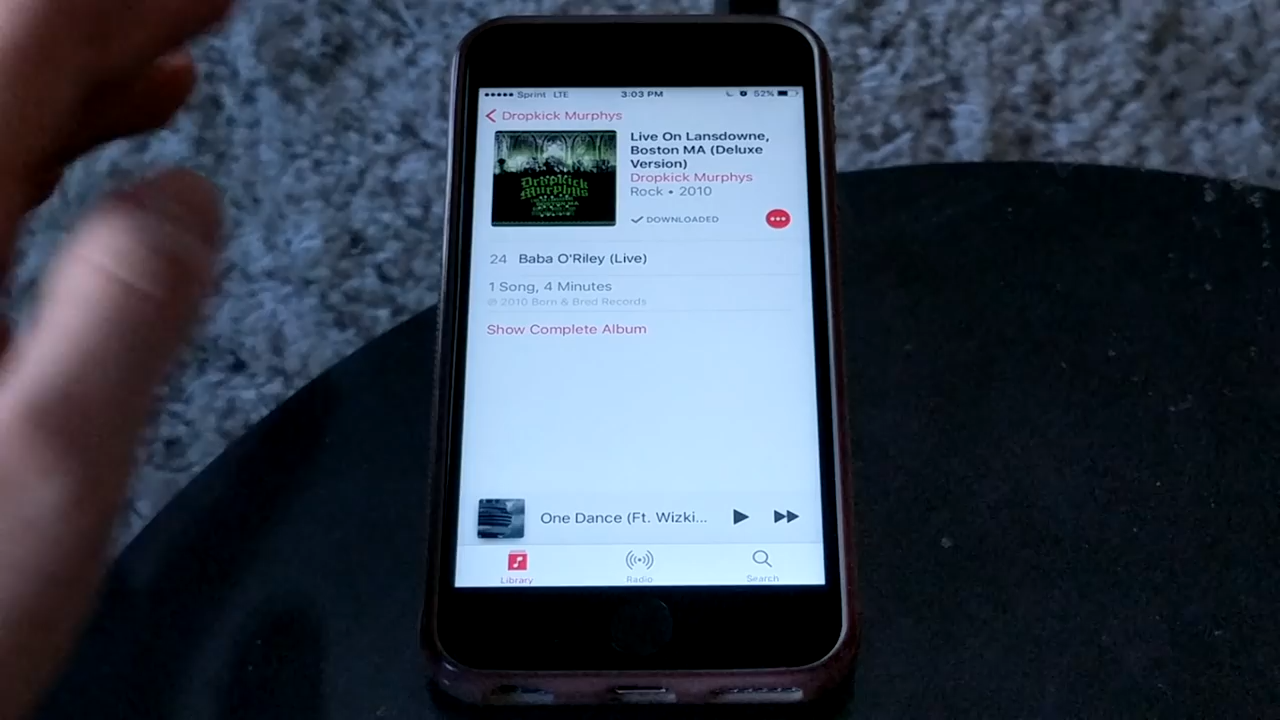 Sprint LTE 3:03 PM 52%
Dropkick Murphys
Live On Lansdowne,
Boston MA (Deluxe
Version)
Dropkick Murphys
Rock • 2010
DOWNLOADED
Dropkick
Murphys
24 Baba O'Riley (Live)
1 Song, 4 Minutes
© 2010 Born & Bred Records
Show Complete Album
One Dance (Ft. Wizki...
Library Radio Search